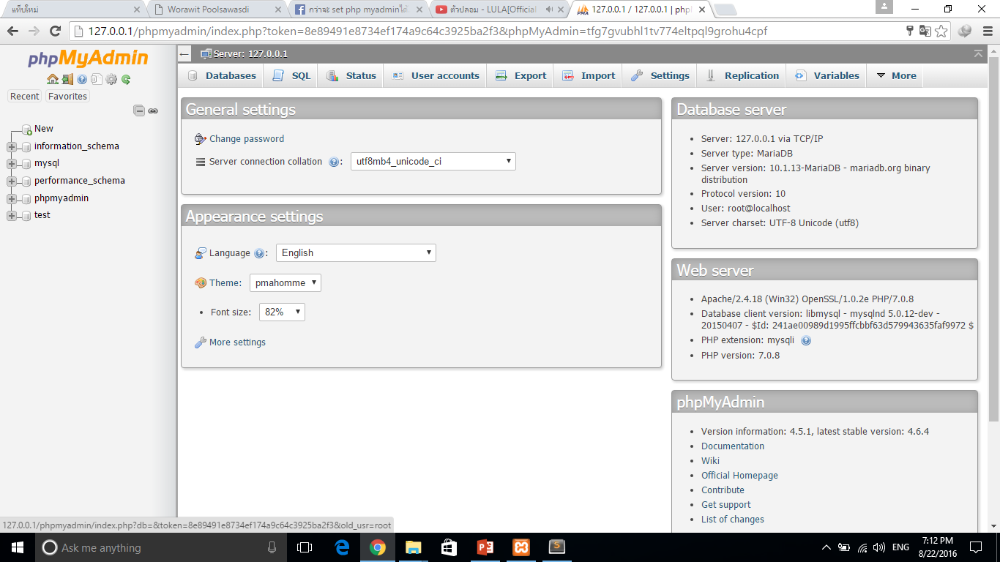 แท็บใหม่
Worawit Poolsawasdi
กว่าจะ set php myadminได้
ตัวปลอม - LULA[Official
127.0.0.1 / 127.0.0.1 | ph
127.0.0.1/phpmyadmin/index.php?token=8e89491e8734ef174a9c64c3925ba2f3&phpMyAdmin=tfg7gvubhl1tv774eltpql9grohu4cpf
phpMyAdmin
Recent
Favorites
New
information_schema
mysql
performance_schema
phpmyadmin
test
Server: 127.0.0.1
Databases
SQL
Status
User accounts
Export
Import
Settings
Replication
Variables
More
General settings
Change password
Server connection collation :
utf8mb4_unicode_ci
Appearance settings
Language :
English
Theme:
pmahomme
• Font size:
82%
More settings
Database server
• Server: 127.0.0.1 via TCP/IP
• Server type: MariaDB
• Server version: 10.1.13-MariaDB - mariadb.org binary
distribution
• Protocol version: 10
• User: root@localhost
• Server charset: UTF-8 Unicode (utf8)
Web server
• Apache/2.4.18 (Win32) OpenSSL/1.0.2e PHP/7.0.8
• Database client version: libmysql - mysqlnd 5.0.12-dev -
20150407 - $Id: 241ae00989d1995ffcbbf63d579943635faf9972 $
• PHP extension: mysqli
• PHP version: 7.0.8
phpMyAdmin
• Version information: 4.5.1, latest stable version: 4.6.4
• Documentation
• Wiki
• Official Homepage
• Contribute
• Get support
• List of changes
127.0.0.1/phpmyadmin/index.php?db=&token=8e89491e8734ef174a9c64c3925ba2f3&old_usr=root
Ask me anything
ENG
7:12 PM
8/22/2016